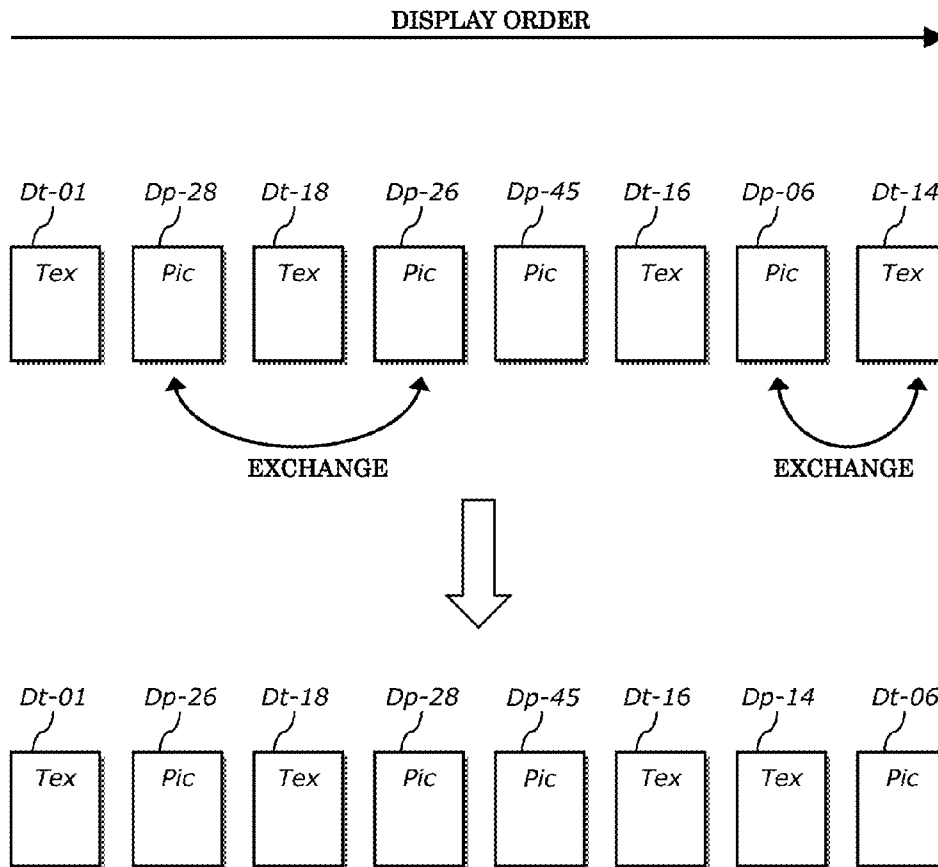 DISPLAY ORDER
Dt-01 Dp-28 Dt-18 Dp-26 Dp-45 Dt-16 Dp-06 Dt-14
Tex Pic Tex Pic Pic Tex Pic Tex
EXCHANGE EXCHANGE
Dt-01 Dp-26 Dt-18 Dp-28 Dp-45 Dt-16 Dp-14 Dt-06
Tex Pic Tex Pic Pic Tex Tex Pic